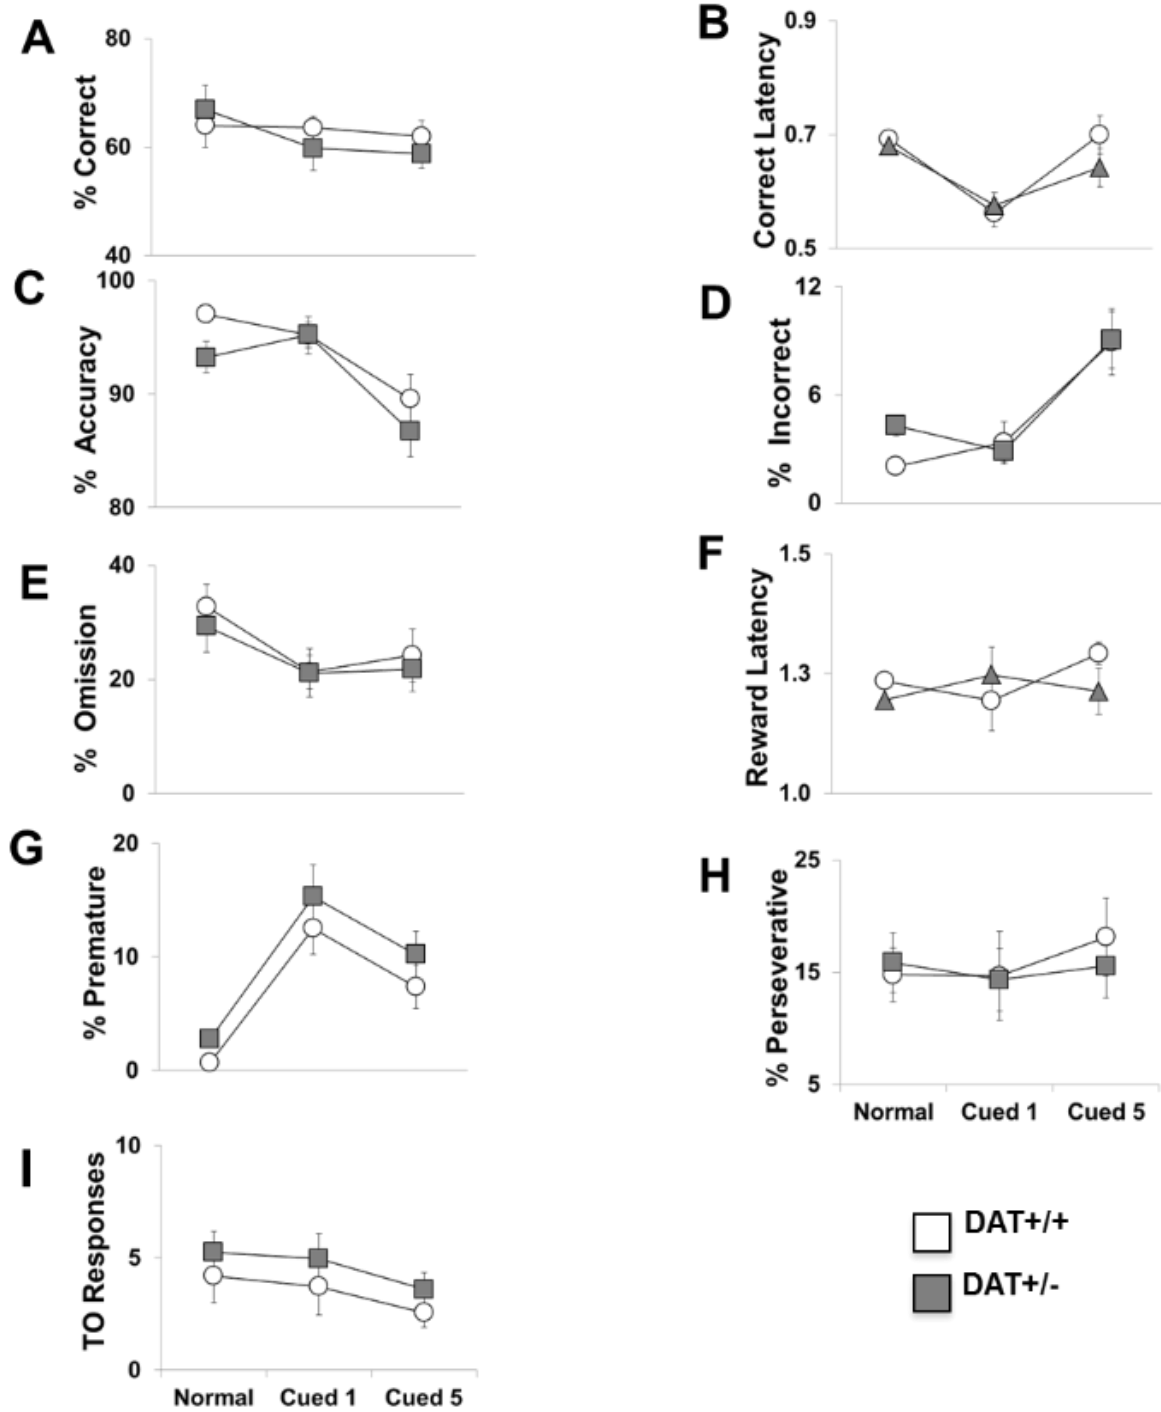 A
80
% Correct
60
40
B
0.9
Correct Latency
0.7
0.5
C
100
% Accuracy
90
80
D
12
% Incorrect
6
0
E
40
% Omission
20
0
F
1.5
Reward Latency
1.3
1.0
G
20
% Premature
10
0
H
25
% Perseverative
15
5
Normal Cued 1 Cued 5
I
10
TO Responses
5
0
Normal Cued 1 Cued 5
DAT+/+
DAT+/-